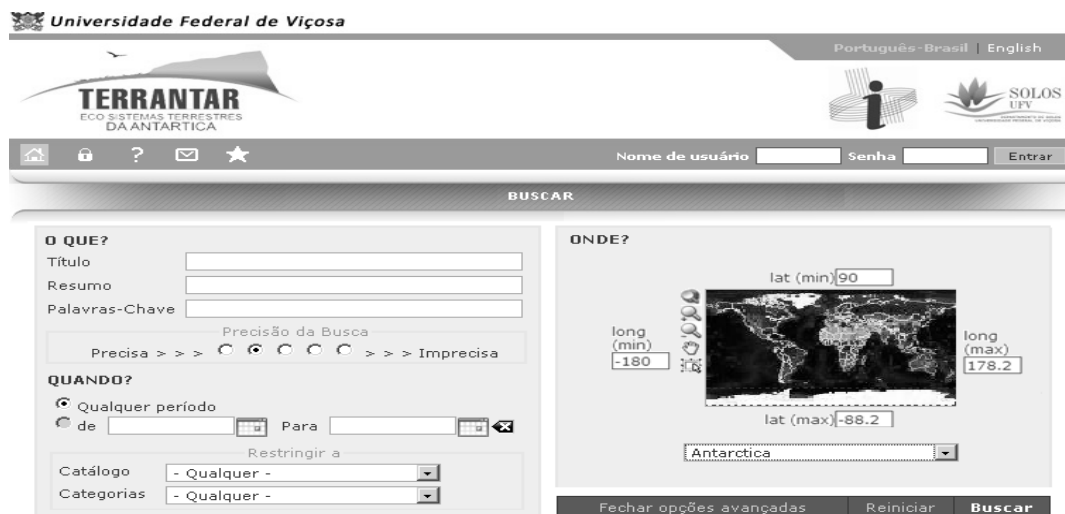 Universidade Federal de Viçosa
Português-Brasil | English
TERRANTAR
ECO SISTEMAS TERRESTRES
DA ANTARTICA
SOLOS
UFV
Nome de usuário
Senha
Entrar
BUSCAR
O QUE?
Título
Resumo
Palavras-Chave
Precisão da Busca
Precisa > > > > > > Imprecisa
QUANDO?
Qualquer período
de Para
Restringir a
Catálogo - Qualquer -
Categorias - Qualquer -
ONDE?
lat (min) 90
long
(min)
-180
long
(max)
178.2
lat (max) -88.2
Antarctica
Fechar opções avançadas Reiniciar Buscar